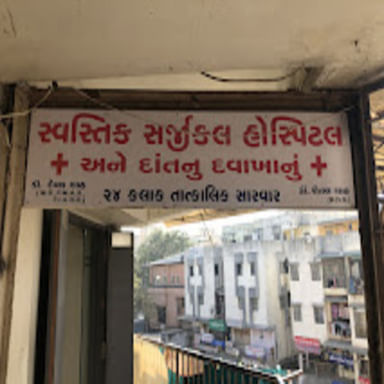 સ્વસ્તિક સર્જીકલ હોસ્પિટલ
+ અને દાંતનુ દવાખાનું +
૨૪ કલાક તાત્કાલિક સારવાર